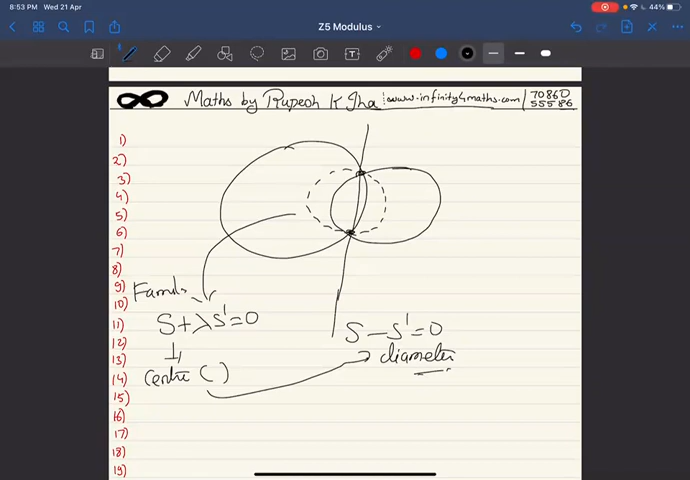 8:53 PM Wed 21 Apr
44%
Z5 Modulus
T
∞ Maths by Rupesh K Jha www.infinity4maths.com / 70860 55586
1)
2)
3)
4)
5)
6)
7)
8)
9)
10)
11)
12)
13)
14)
15)
16)
17)
18)
19)
Family
S+λS'=0
S-S'=0
centre ( )
diameter